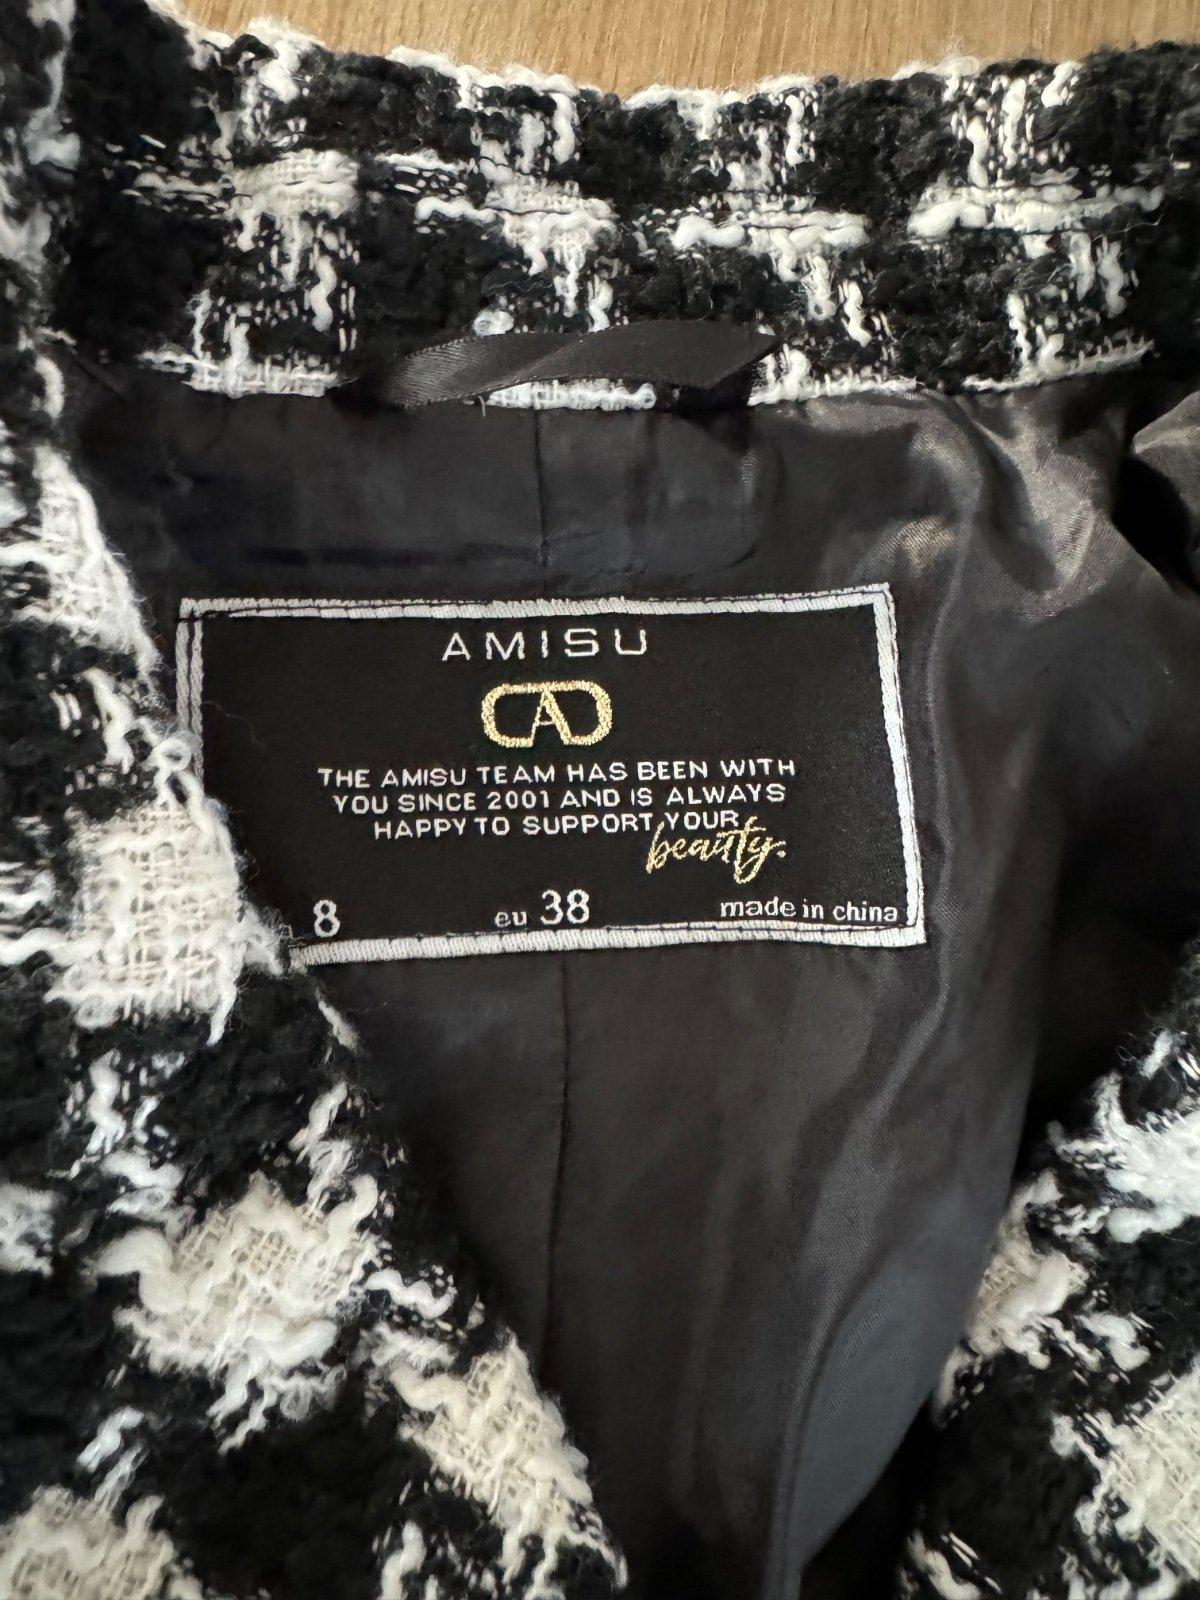 AMISU
THE AMISU TEAM HAS BEEN WITH
YOU SINCE 2001 AND IS ALWAYS
HAPPY TO SUPPORT YOUR
beauty.
8 eu 38 made in china